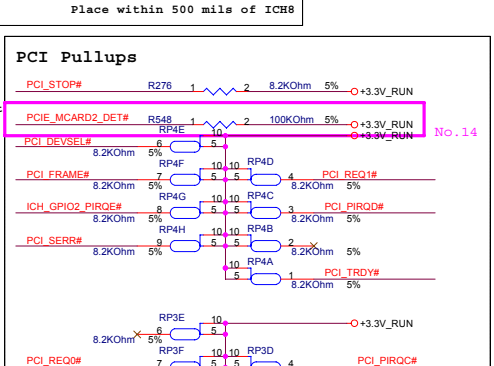 Place within 500 mils of ICH8
PCI Pullups
PCI_STOP# R276 1 2 8.2KOhm 5% +3.3V_RUN
PCIE_MCARD2_DET# R548 1 2 100KOhm 5% +3.3V_RUN
No.14
RP4E 10 +3.3V_RUN
PCI_DEVSEL# 6 5
8.2KOhm 5%
RP4F 10 10 RP4D
PCI_FRAME# 7 5 5 4 PCI_REQ1#
8.2KOhm 5% 8.2KOhm 5%
RP4G 10 10 RP4C
ICH_GPIO2_PIRQE# 8 5 5 3 PCI_PIRQD#
8.2KOhm 5% 8.2KOhm 5%
RP4H 10 10 RP4B
PCI_SERR# 9 5 5 2
8.2KOhm 5% 8.2KOhm 5%
10 RP4A
5 1 PCI_TRDY#
8.2KOhm 5%
RP3E 10 +3.3V_RUN
6 5
8.2KOhm 5%
RP3F 10 10 RP3D
PCI_REQ0# 7 5 5 4 PCI_PIRQC#